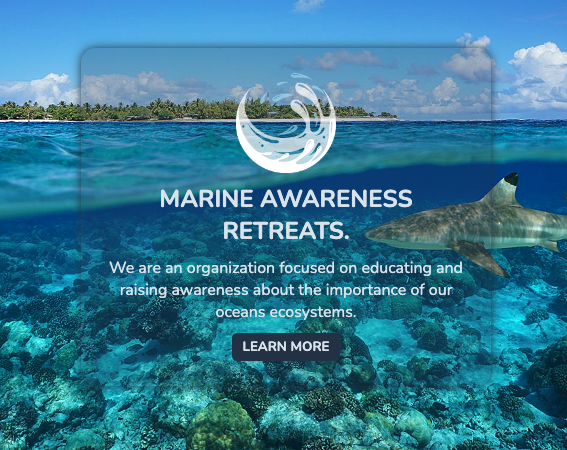 MARINE AWARENESS
RETREATS.
We are an organization focused on educating and
raising awareness about the importance of our
oceans ecosystems.
LEARN MORE